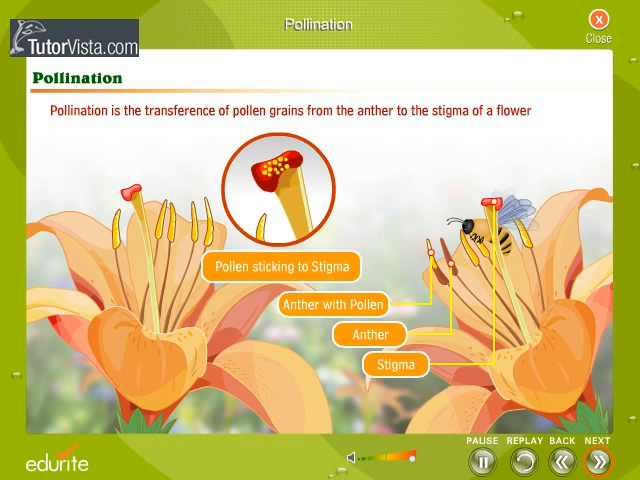 Pollination
Close
TutorVista.com
Pollination
Pollination is the transference of pollen grains from the anther to the stigma of a flower
Pollen sticking to Stigma
Anther with Pollen
Anther
Stigma
PAUSE REPLAY BACK NEXT
edurite